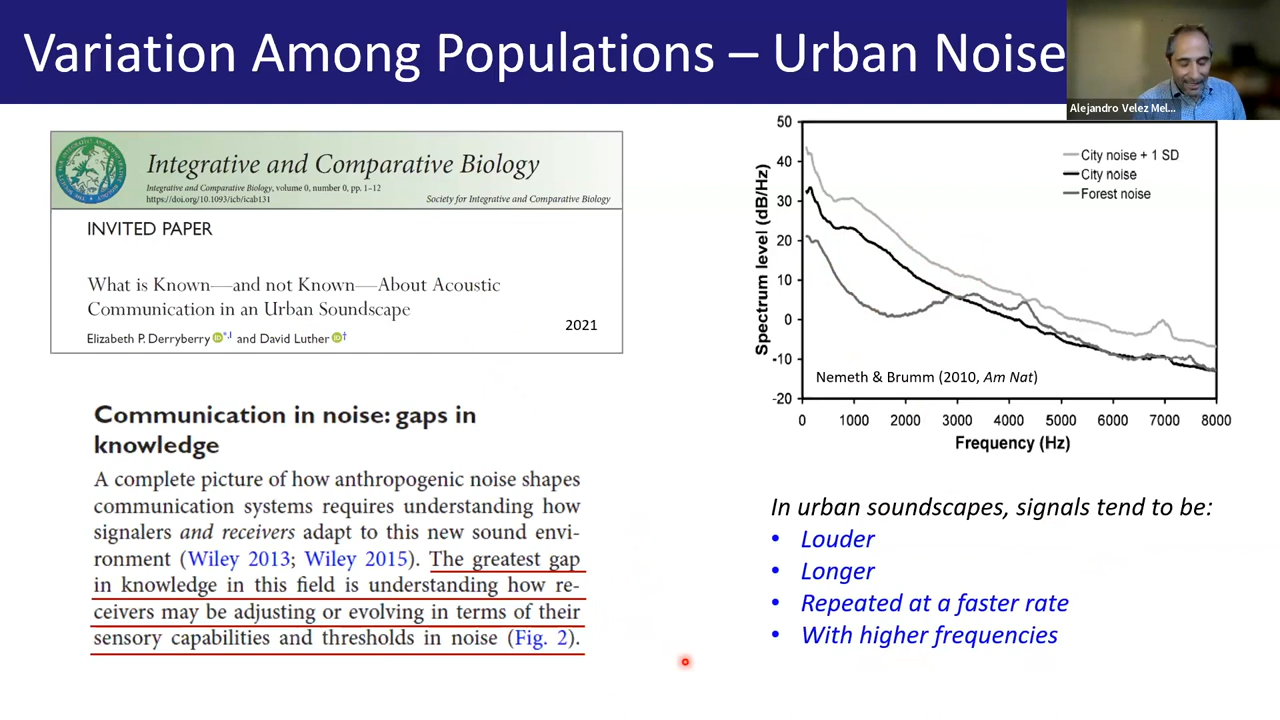 Variation Among Populations – Urban Noise
Alejandro Velez Mel...
Integrative and Comparative Biology
Integrative and Comparative Biology, volume 0, number 0, pp. 1–12
https://doi.org/10.1093/icb/icab131
Society for Integrative and Comparative Biology
INVITED PAPER
What is Known—and not Known—About Acoustic
Communication in an Urban Soundscape
Elizabeth P. Derryberry iD *,1 and David Luther iD †
2021
Communication in noise: gaps in
knowledge
A complete picture of how anthropogenic noise shapes
communication systems requires understanding how
signalers and receivers adapt to this new sound envi-
ronment (Wiley 2013; Wiley 2015). The greatest gap
in knowledge in this field is understanding how re-
ceivers may be adjusting or evolving in terms of their
sensory capabilities and thresholds in noise (Fig. 2).
Spectrum level (dB/Hz)
50
40
30
20
10
0
-10
-20
City noise + 1 SD
City noise
Forest noise
Nemeth & Brumm (2010, Am Nat)
0 1000 2000 3000 4000 5000 6000 7000 8000
Frequency (Hz)
In urban soundscapes, signals tend to be:
• Louder
• Longer
• Repeated at a faster rate
• With higher frequencies